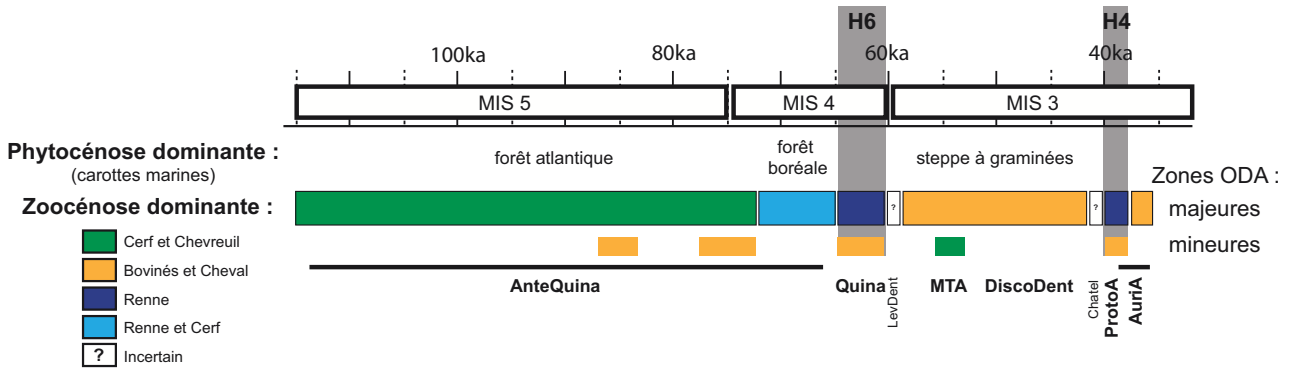 H6
H4
100ka
80ka
60ka
40ka
MIS 5
MIS 4
MIS 3
Phytocénose dominante :
(carottes marines)
forêt atlantique
forêt
boréale
steppe à graminées
Zones ODA :
Zoocénose dominante :
?
?
majeures
mineures
Cerf et Chevreuil
Bovinés et Cheval
Renne
Renne et Cerf
? Incertain
AnteQuina
Quina
LevDent
MTA
DiscoDent
Chatel
ProtoA
AuriA